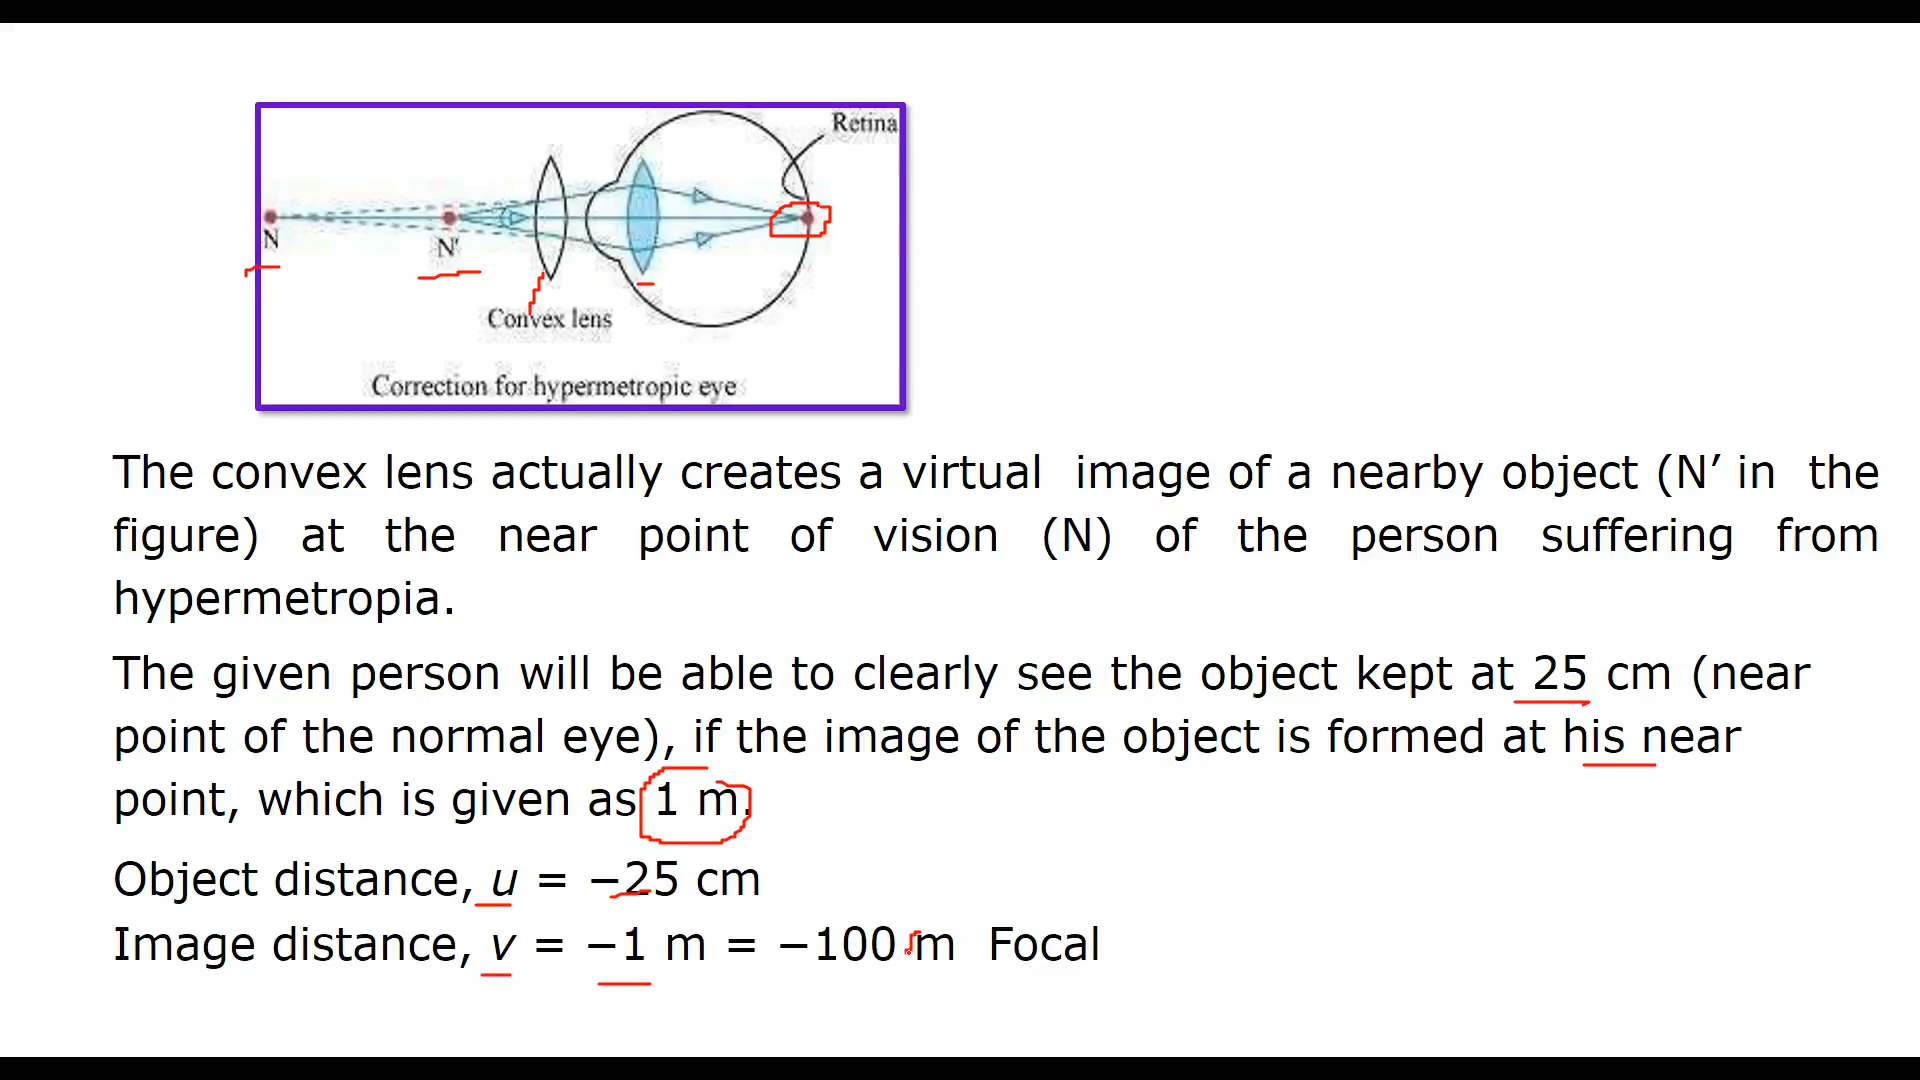 Retina
N
N'
Convex lens
Correction for hypermetropic eye
The convex lens actually creates a virtual image of a nearby object (N’ in the
figure) at the near point of vision (N) of the person suffering from
hypermetropia.
The given person will be able to clearly see the object kept at 25 cm (near
point of the normal eye), if the image of the object is formed at his near
point, which is given as 1 m.
Object distance, u = −25 cm
Image distance, v = −1 m = −100 m Focal